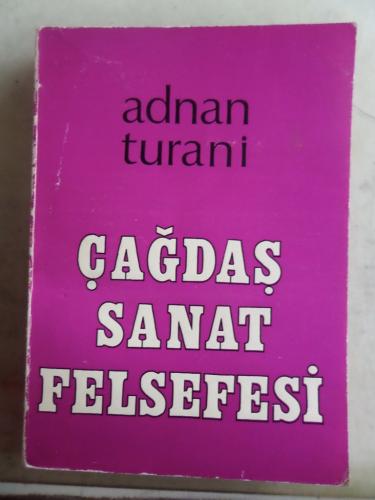 adnan
turani
ÇAĞDAŞ
SANAT
FELSEFESİ